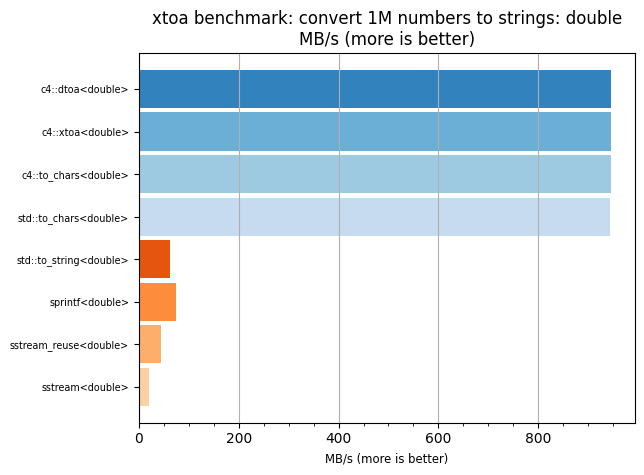 xtoa benchmark: convert 1M numbers to strings: double
MB/s (more is better)
c4::dtoa<double>
c4::xtoa<double>
c4::to_chars<double>
std::to_chars<double>
std::to_string<double>
sprintf<double>
sstream_reuse<double>
sstream<double>
0 200 400 600 800
MB/s (more is better)